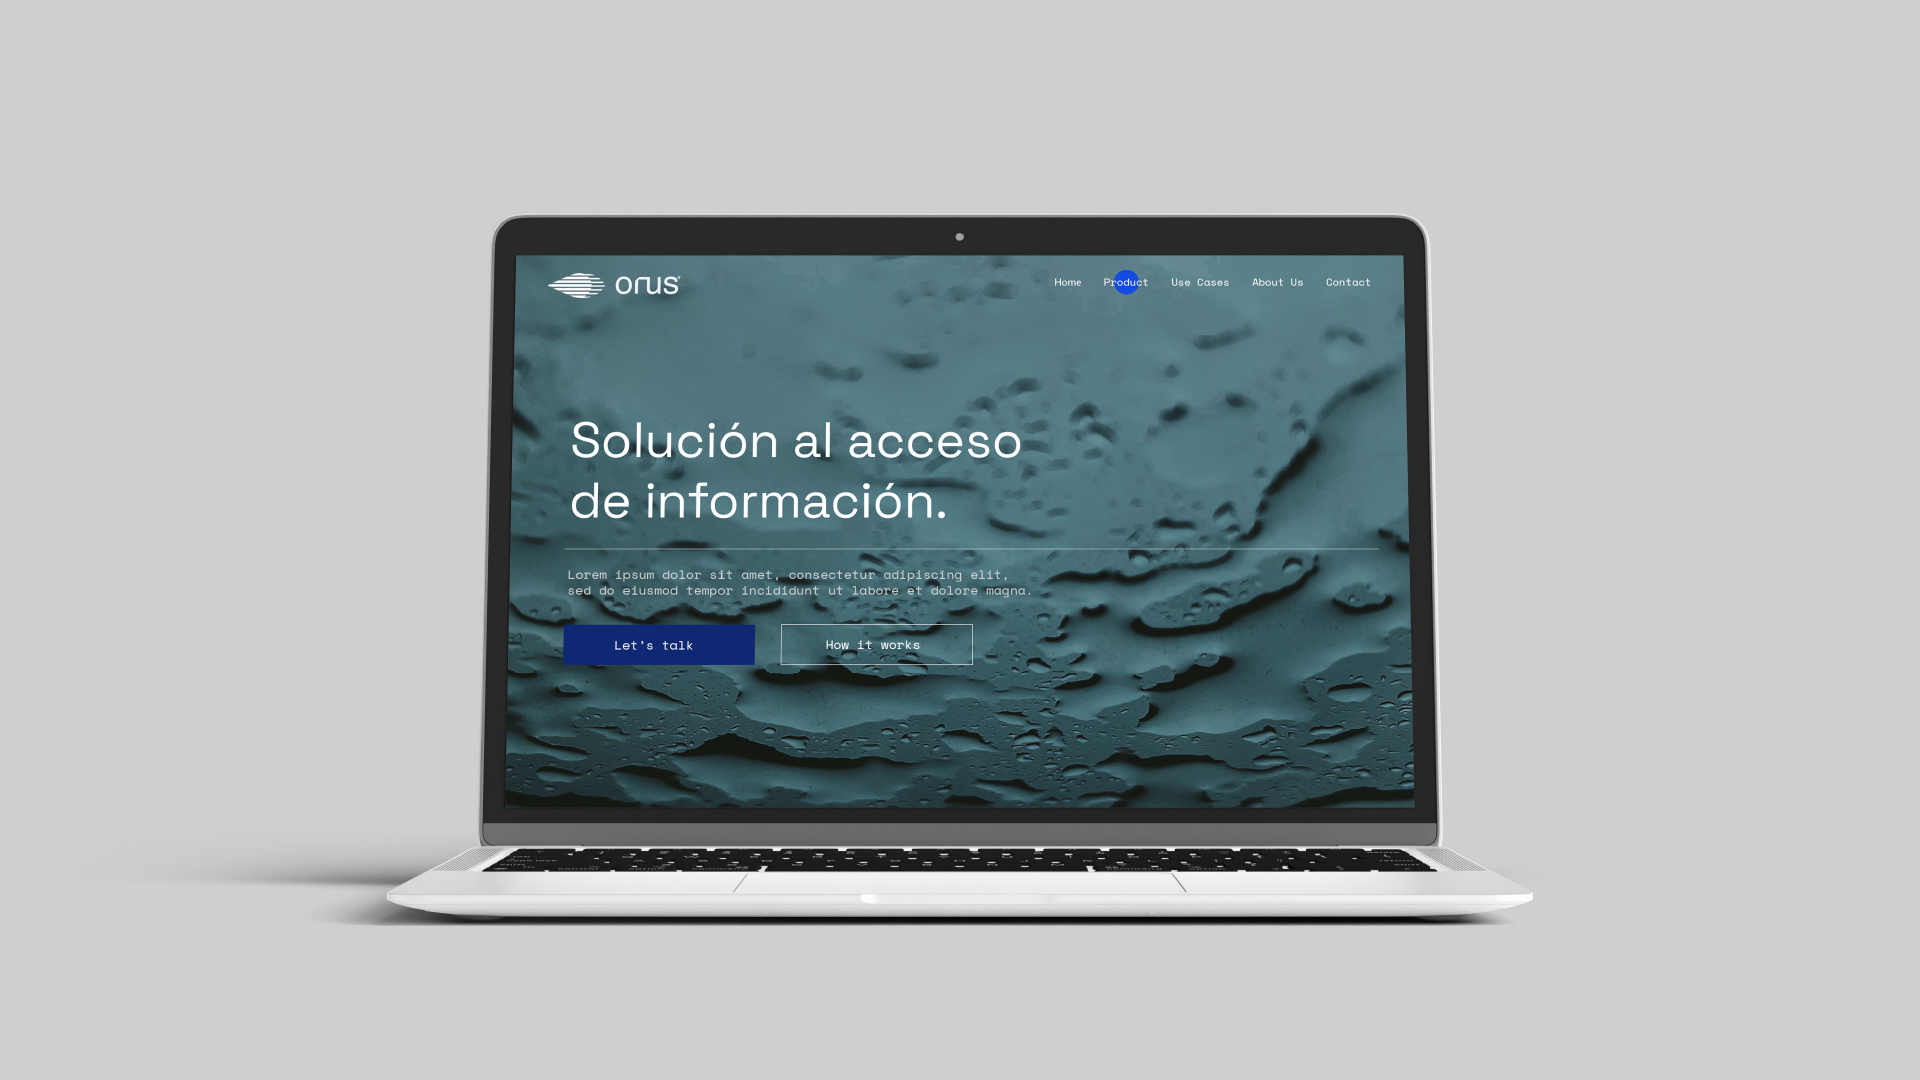 orus
Home Product Use Cases About Us Contact
Solución al acceso
de información.
Lorem ipsum dolor sit amet, consectetur adipiscing elit,
sed do eiusmod tempor incididunt ut labore et dolore magna.
Let's talk
How it works